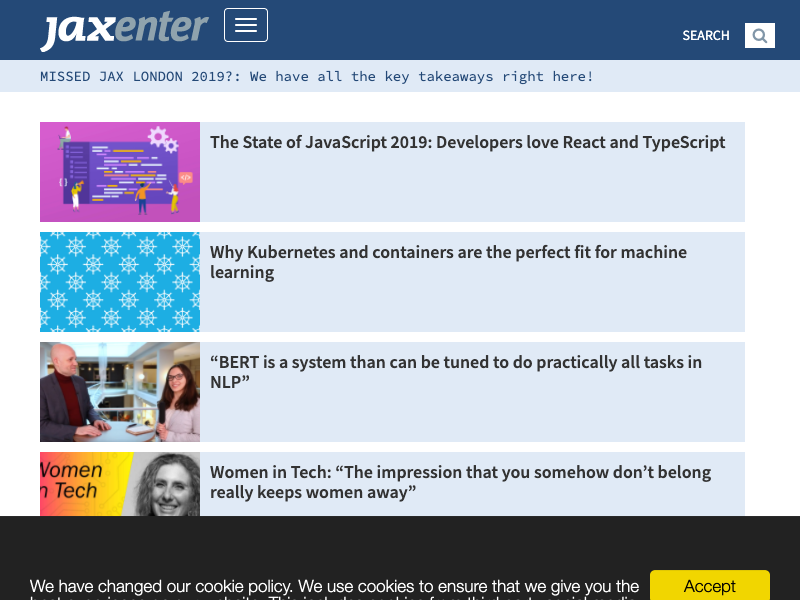 jaxenter
SEARCH
MISSED JAX LONDON 2019?: We have all the key takeaways right here!
The State of JavaScript 2019: Developers love React and TypeScript
Why Kubernetes and containers are the perfect fit for machine
learning
“BERT is a system than can be tuned to do practically all tasks in
NLP”
Women
in Tech
Women in Tech: “The impression that you somehow don’t belong
really keeps women away”
We have changed our cookie policy. We use cookies to ensure that we give you the
Accept